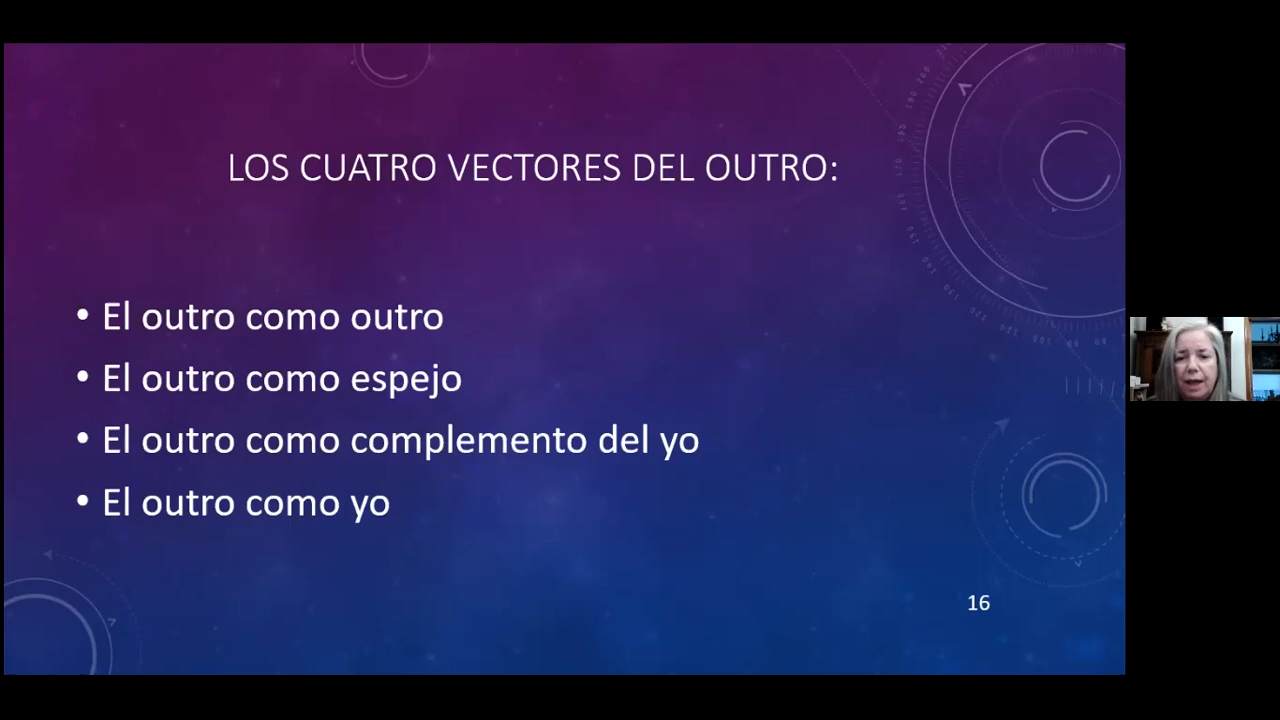 LOS CUATRO VECTORES DEL OUTRO:
• El outro como outro
• El outro como espejo
• El outro como complemento del yo
• El outro como yo
16